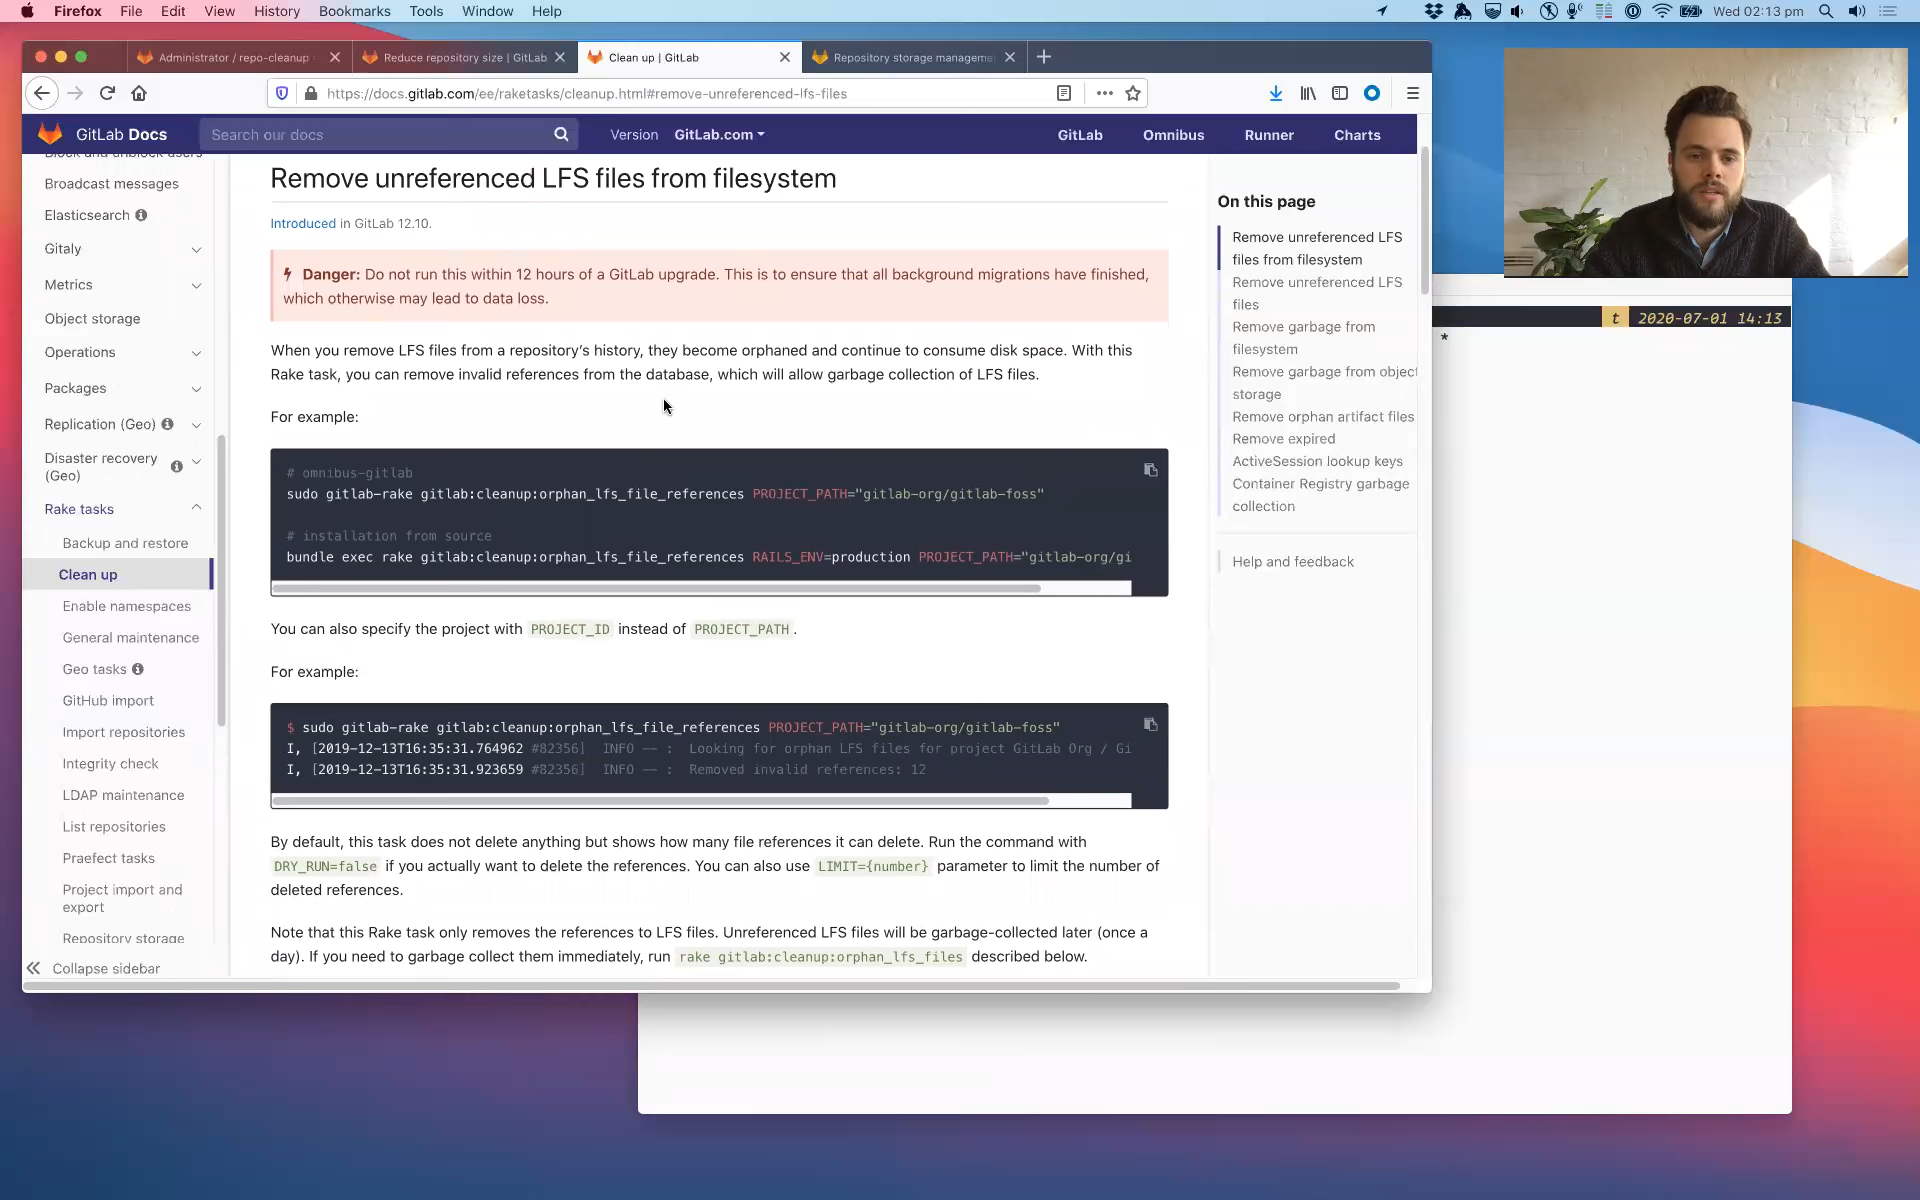 Firefox File Edit View History Bookmarks Tools Window Help
Wed 02:13 pm
Administrator / repo-cleanup
Reduce repository size | GitLab
Clean up | GitLab
Repository storage manageme
https://docs.gitlab.com/ee/raketasks/cleanup.html#remove-unreferenced-lfs-files
GitLab Docs
Search our docs
Version GitLab.com
GitLab Omnibus Runner Charts
Block and unblock users
Broadcast messages
Elasticsearch
Gitaly
Metrics
Object storage
Operations
Packages
Replication (Geo)
Disaster recovery
(Geo)
Rake tasks
Backup and restore
Clean up
Enable namespaces
General maintenance
Geo tasks
GitHub import
Import repositories
Integrity check
LDAP maintenance
List repositories
Praefect tasks
Project import and
export
Repository storage
Collapse sidebar
Remove unreferenced LFS files from filesystem
Introduced in GitLab 12.10.
Danger: Do not run this within 12 hours of a GitLab upgrade. This is to ensure that all background migrations have finished,
which otherwise may lead to data loss.
When you remove LFS files from a repository’s history, they become orphaned and continue to consume disk space. With this
Rake task, you can remove invalid references from the database, which will allow garbage collection of LFS files.
For example:
# omnibus-gitlab
sudo gitlab-rake gitlab:cleanup:orphan_lfs_file_references PROJECT_PATH="gitlab-org/gitlab-foss"
# installation from source
bundle exec rake gitlab:cleanup:orphan_lfs_file_references RAILS_ENV=production PROJECT_PATH="gitlab-org/gi
You can also specify the project with PROJECT_ID instead of PROJECT_PATH.
For example:
$ sudo gitlab-rake gitlab:cleanup:orphan_lfs_file_references PROJECT_PATH="gitlab-org/gitlab-foss"
I, [2019-12-13T16:35:31.764962 #82356]  INFO -- :  Looking for orphan LFS files for project GitLab Org / Gi
I, [2019-12-13T16:35:31.923659 #82356]  INFO -- :  Removed invalid references: 12
By default, this task does not delete anything but shows how many file references it can delete. Run the command with
DRY_RUN=false if you actually want to delete the references. You can also use LIMIT={number} parameter to limit the number of
deleted references.
Note that this Rake task only removes the references to LFS files. Unreferenced LFS files will be garbage-collected later (once a
day). If you need to garbage collect them immediately, run rake gitlab:cleanup:orphan_lfs_files described below.
On this page
Remove unreferenced LFS
files from filesystem
Remove unreferenced LFS
files
Remove garbage from
filesystem
Remove garbage from object
storage
Remove orphan artifact files
Remove expired
ActiveSession lookup keys
Container Registry garbage
collection
Help and feedback
t 2020-07-01 14:13
*